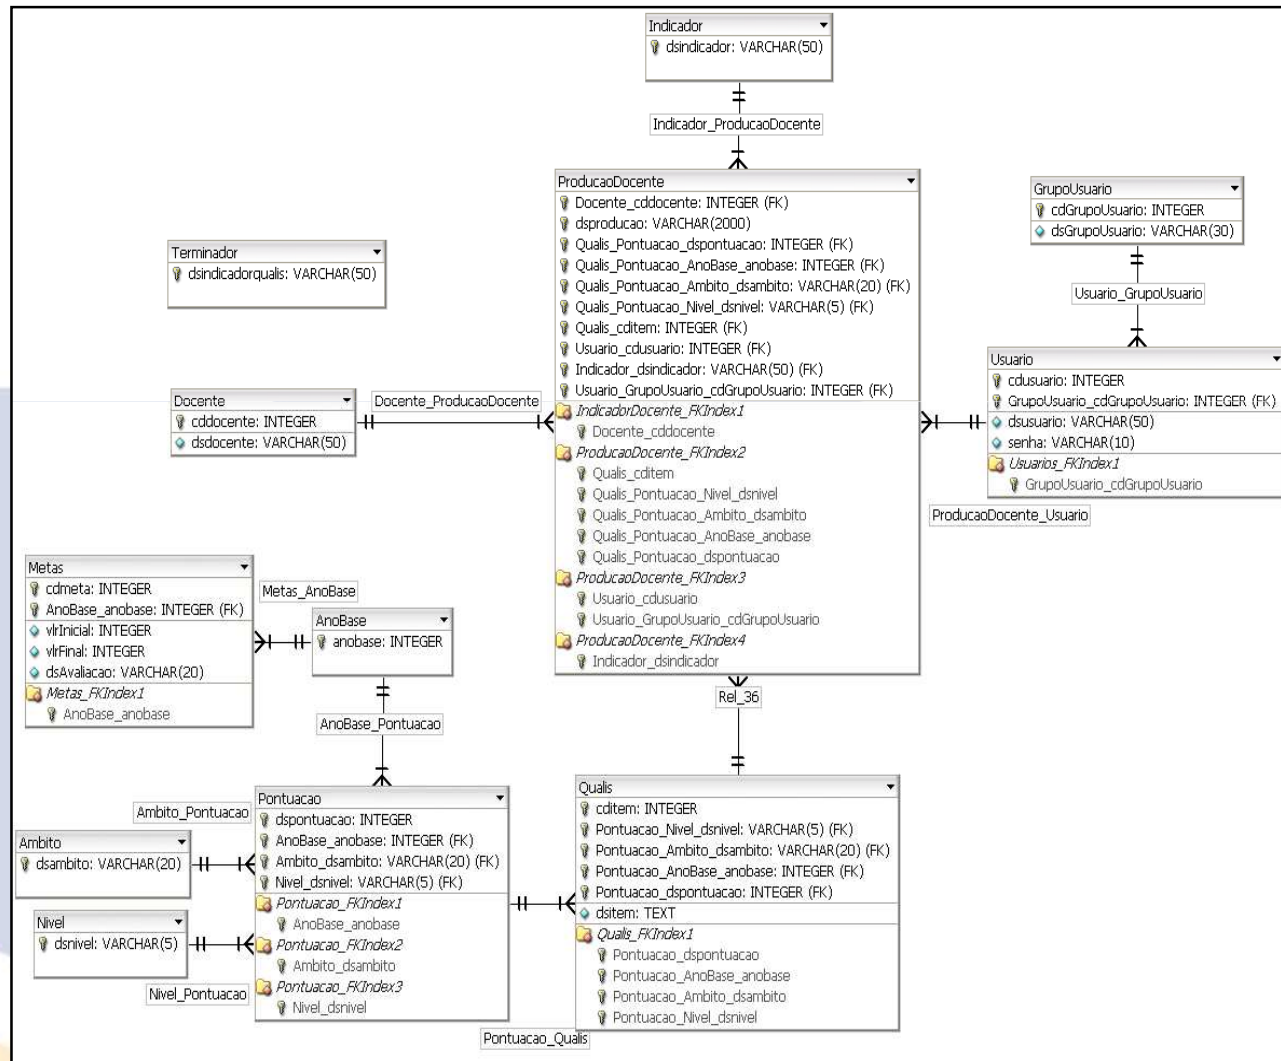 Indicador
dsindicador: VARCHAR(50)
Indicador_ProducaoDocente
ProducaoDocente
Docente_cddocente: INTEGER (FK)
dsproducao: VARCHAR(2000)
Qualis_Pontuacao_dspontuacao: INTEGER (FK)
Qualis_Pontuacao_AnoBase_anobase: INTEGER (FK)
Qualis_Pontuacao_Ambito_dsambito: VARCHAR(20) (FK)
Qualis_Pontuacao_Nivel_dsnivel: VARCHAR(5) (FK)
Qualis_cditem: INTEGER (FK)
Usuario_cdusuario: INTEGER (FK)
Indicador_dsindicador: VARCHAR(50) (FK)
Usuario_GrupoUsuario_cdGrupoUsuario: INTEGER (FK)
IndicadorDocente_FKIndex1
Docente_cddocente
ProducaoDocente_FKIndex2
Qualis_cditem
Qualis_Pontuacao_Nivel_dsnivel
Qualis_Pontuacao_Ambito_dsambito
Qualis_Pontuacao_AnoBase_anobase
Qualis_Pontuacao_dspontuacao
ProducaoDocente_FKIndex3
Usuario_cdusuario
Usuario_GrupoUsuario_cdGrupoUsuario
ProducaoDocente_FKIndex4
Indicador_dsindicador
GrupoUsuario
cdGrupoUsuario: INTEGER
dsGrupoUsuario: VARCHAR(30)
Usuario_GrupoUsuario
Usuario
cdusuario: INTEGER
GrupoUsuario_cdGrupoUsuario: INTEGER (FK)
dsusuario: VARCHAR(50)
senha: VARCHAR(10)
Usuarios_FKIndex1
GrupoUsuario_cdGrupoUsuario
ProducaoDocente_Usuario
Terminador
dsindicadorqualis: VARCHAR(50)
Docente
cddocente: INTEGER
dsdocente: VARCHAR(50)
Docente_ProducaoDocente
Metas
cdmeta: INTEGER
AnoBase_anobase: INTEGER (FK)
vlrInicial: INTEGER
vlrFinal: INTEGER
dsAvaliacao: VARCHAR(20)
Metas_FKIndex1
AnoBase_anobase
Metas_AnoBase
AnoBase
anobase: INTEGER
AnoBase_Pontuacao
Rel_36
Ambito_Pontuacao
Ambito
dsambito: VARCHAR(20)
Nivel
dsnivel: VARCHAR(5)
Nivel_Pontuacao
Pontuacao
dspontuacao: INTEGER
AnoBase_anobase: INTEGER (FK)
Ambito_dsambito: VARCHAR(20) (FK)
Nivel_dsnivel: VARCHAR(5) (FK)
Pontuacao_FKIndex1
AnoBase_anobase
Pontuacao_FKIndex2
Ambito_dsambito
Pontuacao_FKIndex3
Nivel_dsnivel
Qualis
cditem: INTEGER
Pontuacao_Nivel_dsnivel: VARCHAR(5) (FK)
Pontuacao_Ambito_dsambito: VARCHAR(20) (FK)
Pontuacao_AnoBase_anobase: INTEGER (FK)
Pontuacao_dspontuacao: INTEGER (FK)
dsitem: TEXT
Qualis_FKIndex1
Pontuacao_dspontuacao
Pontuacao_AnoBase_anobase
Pontuacao_Ambito_dsambito
Pontuacao_Nivel_dsnivel
Pontuacao_Qualis